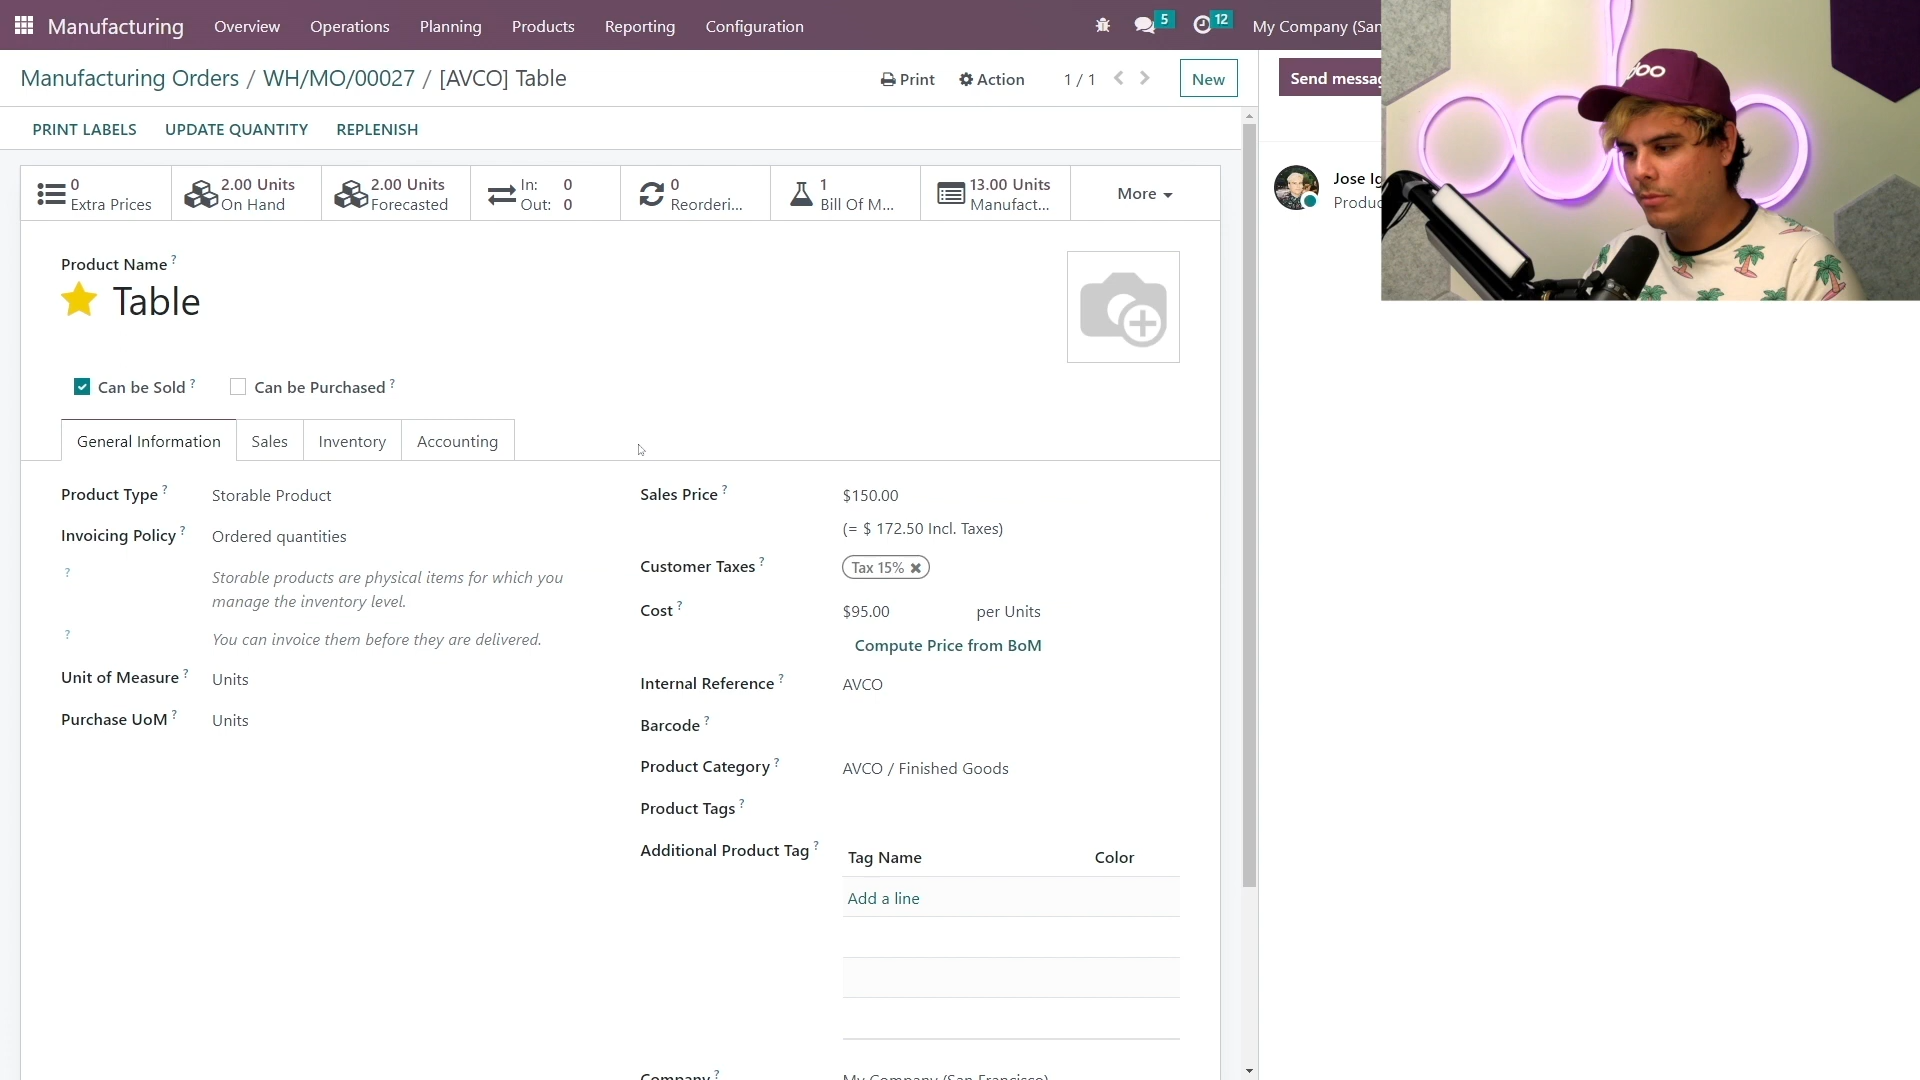 Manufacturing Overview Operations Planning Products Reporting Configuration 5 12 My Company (San
Manufacturing Orders / WH/MO/00027 / [AVCO] Table Print Action 1 / 1 New Send messag
PRINT LABELS UPDATE QUANTITY REPLENISH
0 Extra Prices
2.00 Units On Hand
2.00 Units Forecasted
In: 0
Out: 0
0 Reorderi...
1 Bill Of M...
13.00 Units Manufact...
More
Jose Ig
Produc
Product Name ?
Table
Can be Sold ? Can be Purchased ?
General Information Sales Inventory Accounting
Product Type ? Storable Product
Invoicing Policy ? Ordered quantities
? Storable products are physical items for which you
manage the inventory level.
? You can invoice them before they are delivered.
Unit of Measure ? Units
Purchase UoM ? Units
Sales Price ? $150.00
(= $ 172.50 Incl. Taxes)
Customer Taxes ? Tax 15% ✖
Cost ? $95.00 per Units
Compute Price from BoM
Internal Reference ? AVCO
Barcode ?
Product Category ? AVCO / Finished Goods
Product Tags ?
Additional Product Tag ? Tag Name Color
Add a line
Company ? My Company (San Francisco)
odoo